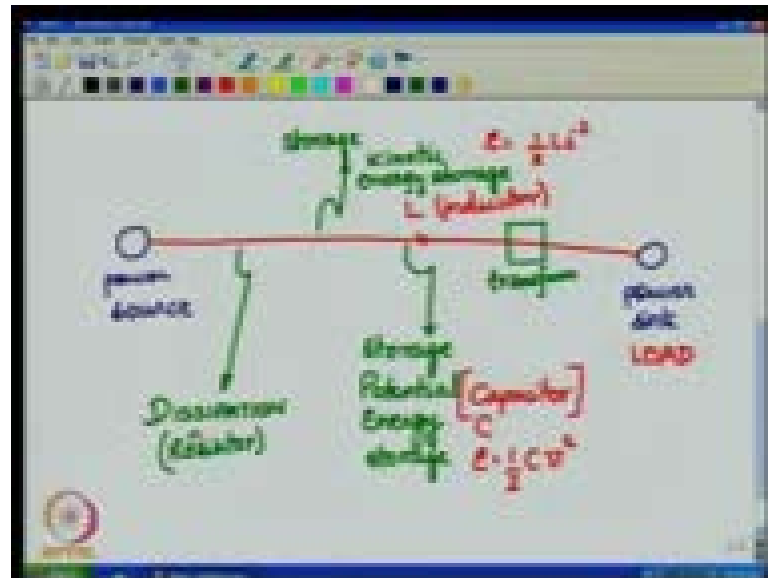 storage
kinetic
energy storage
L (inductor)
e = 1/2 Li²
power
source
transform
power
sink
LOAD
DISSIPATION
(Resistor)
Storage
Potential [Capacitor]
Energy C
storage e = 1/2 CV²